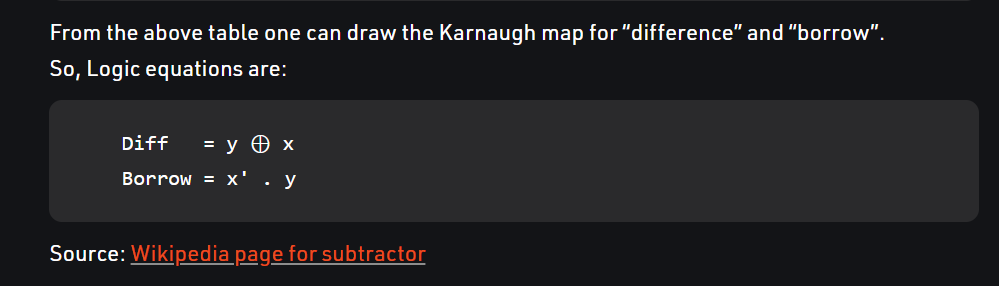 From the above table one can draw the Karnaugh map for “difference” and “borrow”.
So, Logic equations are:
Diff   = y ⨁ x
Borrow = x' . y
Source: Wikipedia page for subtractor